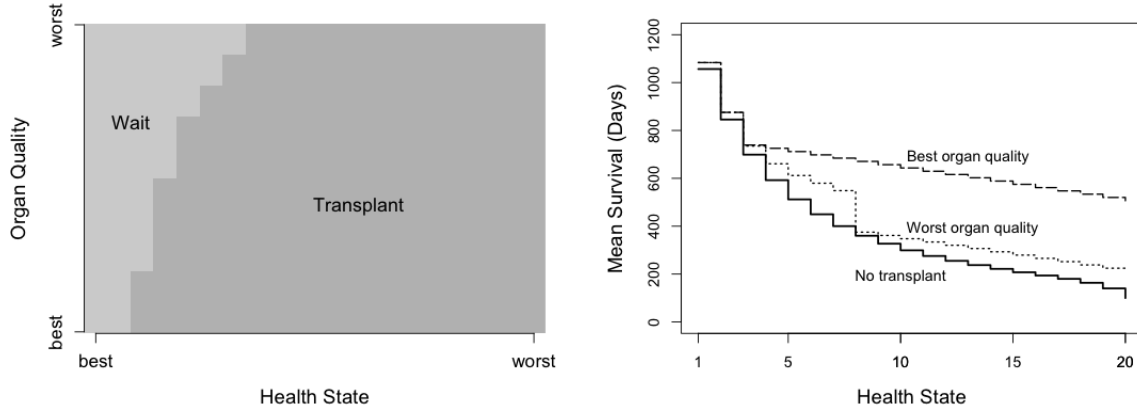 worst
Organ Quality
best
Wait
Transplant
best
worst
Health State
1200
1000
800
600
400
200
0
Mean Survival (Days)
Best organ quality
Worst organ quality
No transplant
1
5
10
15
20
Health State